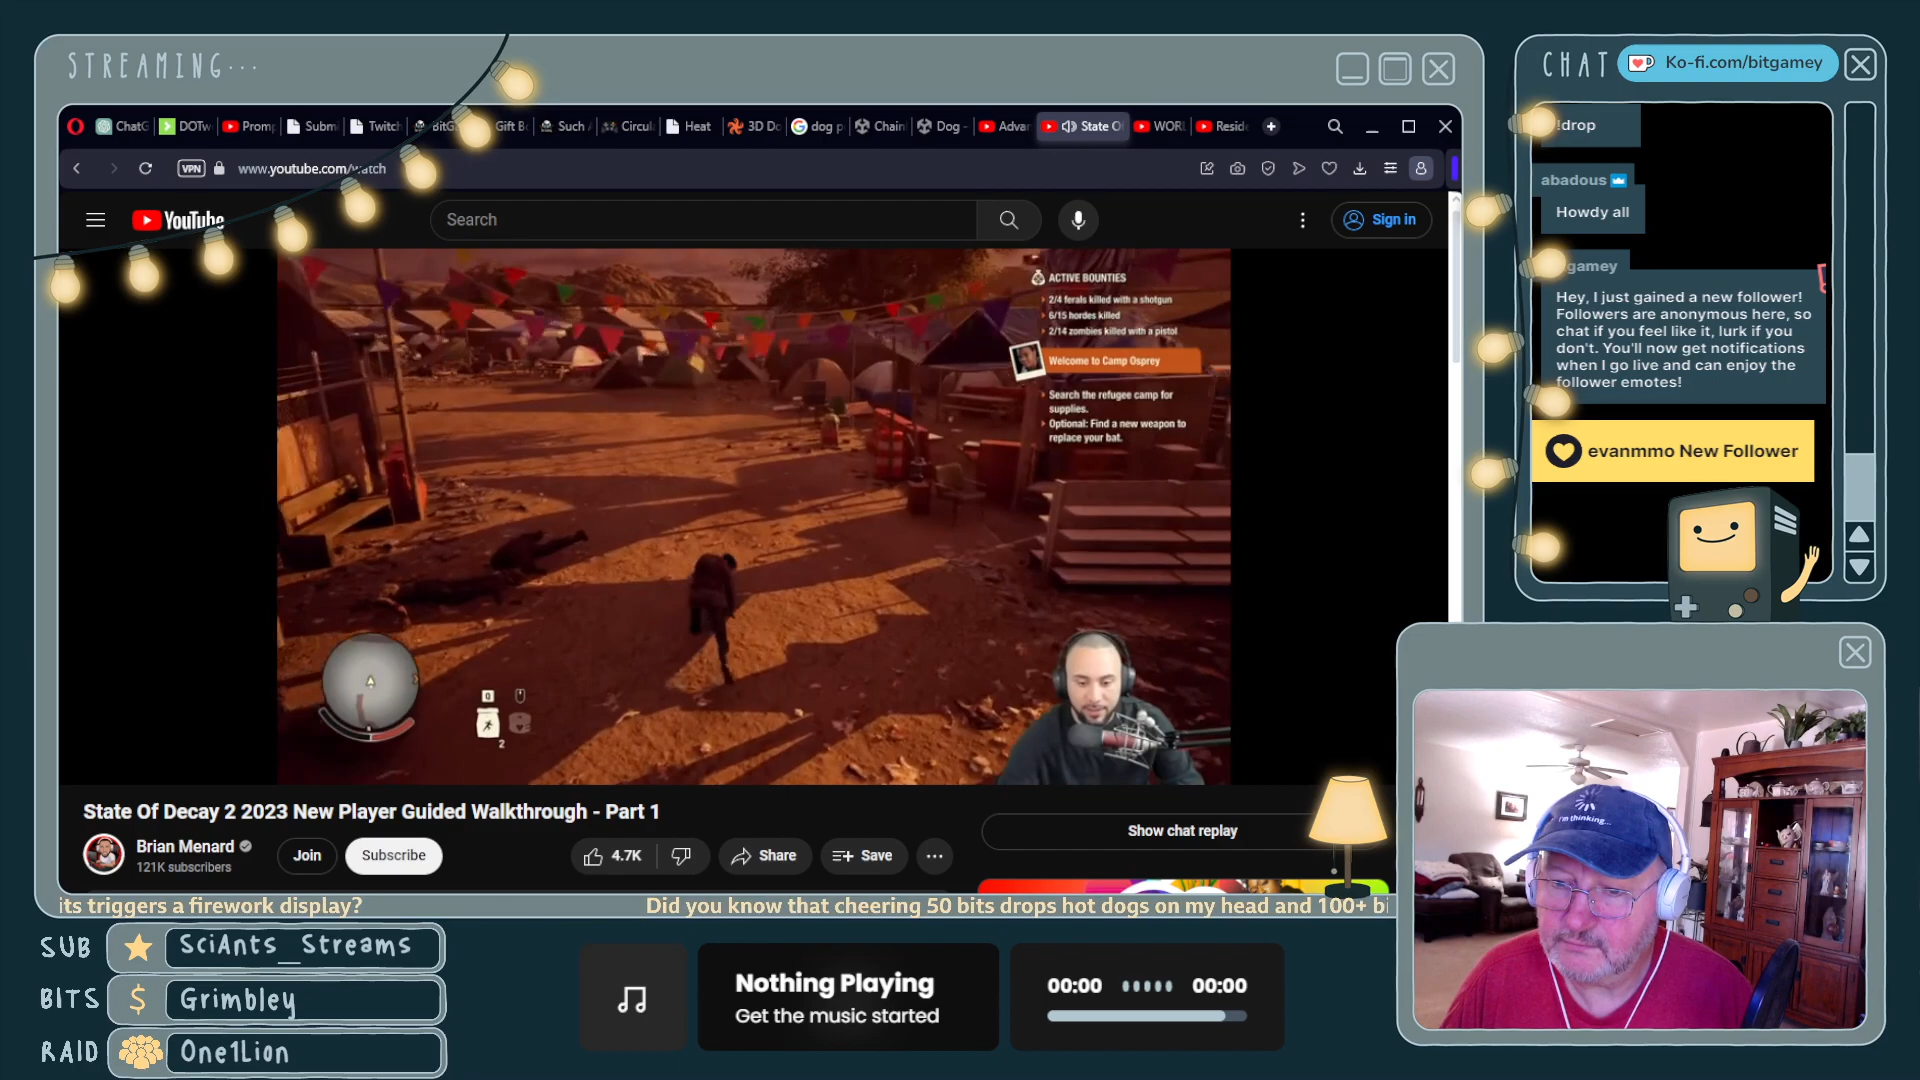 STREAMING...
CHAT
Ko-fi.com/bitgamey
ChatG
DOTw
Prom
Subm
Twitch
BitG
Gift B
Such
Circu
Heat
3D Do
dog p
Chain
Dog -
Advar
State O
WORL
Resid
VPN
www.youtube.com/watch
YouTube
Search
Sign in
ACTIVE BOUNTIES
2/4 ferals killed with a shotgun
6/15 hordes killed
2/14 zombies killed with a pistol
Welcome to Camp Osprey
Search the refugee camp for
supplies.
Optional: Find a new weapon to
replace your bat.
Q
2
State Of Decay 2 2023 New Player Guided Walkthrough - Part 1
Brian Menard
121K subscribers
Join
Subscribe
4.7K
Share
Save
Show chat replay
!drop
abadous
Howdy all
gamey
Hey, I just gained a new follower!
Followers are anonymous here, so
chat if you feel like it, lurk if you
don't. You'll now get notifications
when I go live and can enjoy the
follower emotes!
evanmmo New Follower
I'm thinking...
its triggers a firework display?
Did you know that cheering 50 bits drops hot dogs on my head and 100+ bi
SUB
SciAnts_Streams
BITS
$
Grimbley
RAID
One1Lion
Nothing Playing
Get the music started
00:00
00:00